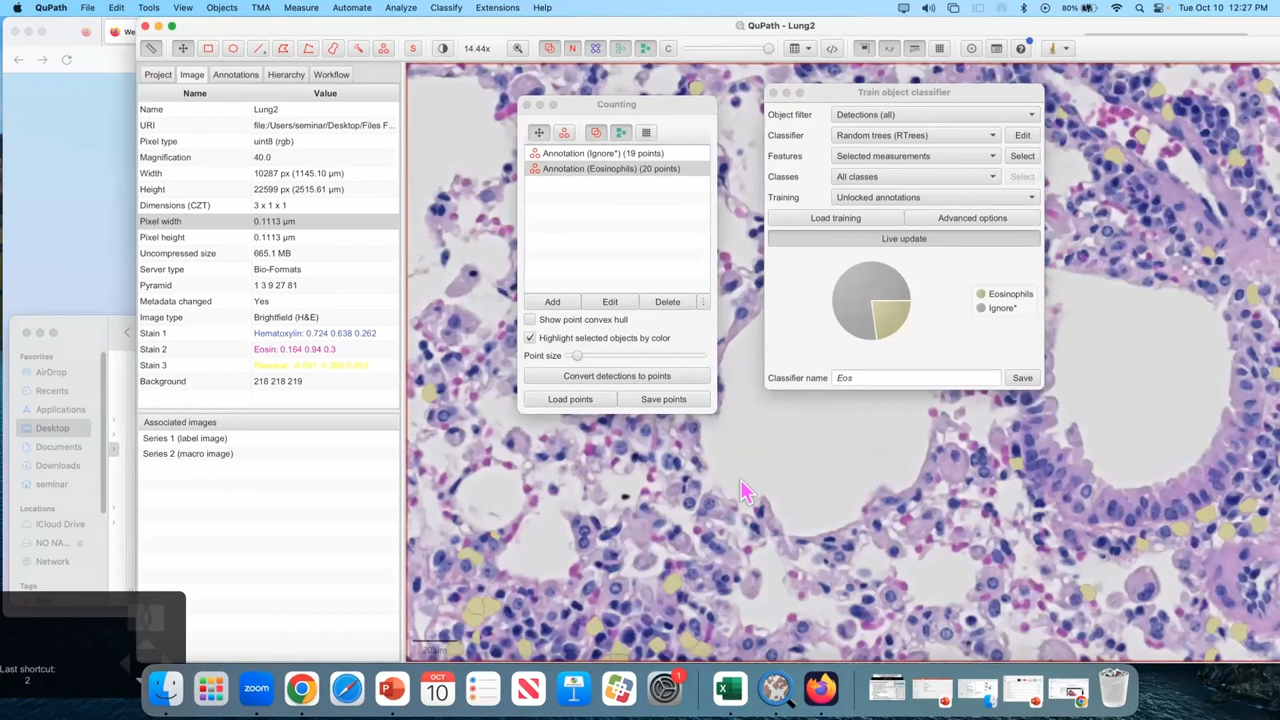 QuPath File Edit Tools View Objects TMA Measure Automate Analyze Classify Extensions Help 80% Tue Oct 10 12:27 PM
QuPath - Lung2
14.44x
S N C
Project Image Annotations Hierarchy Workflow
Name Value
Name Lung2
URI file:/Users/seminar/Desktop/Files F...
Pixel type uint8 (rgb)
Magnification 40.0
Width 10287 px (1145.10 µm)
Height 22599 px (2515.61 µm)
Dimensions (CZT) 3 x 1 x 1
Pixel width 0.1113 µm
Pixel height 0.1113 µm
Uncompressed size 665.1 MB
Server type Bio-Formats
Pyramid 1 3 9 27 81
Metadata changed Yes
Image type Brightfield (H&E)
Stain 1 Hematoxylin: 0.724 0.638 0.262
Stain 2 Eosin: 0.164 0.94 0.3
Stain 3
Background 218 218 219
Associated images
Series 1 (label image)
Series 2 (macro image)
Favorites
AirDrop
Recents
Applications
Desktop
Documents
Downloads
seminar
Locations
iCloud Drive
NO NA...
Network
Tags
Last shortcut:
2
Counting
Annotation (Ignore*) (19 points)
Annotation (Eosinophils) (20 points)
Add Edit Delete
Show point convex hull
Highlight selected objects by color
Point size
Convert detections to points
Load points Save points
Train object classifier
Object filter Detections (all)
Classifier Random trees (RTrees) Edit
Features Selected measurements Select
Classes All classes Select
Training Unlocked annotations
Load training Advanced options
Live update
Eosinophils
Ignore*
Classifier name Eos Save
OCT
10
zoom
1